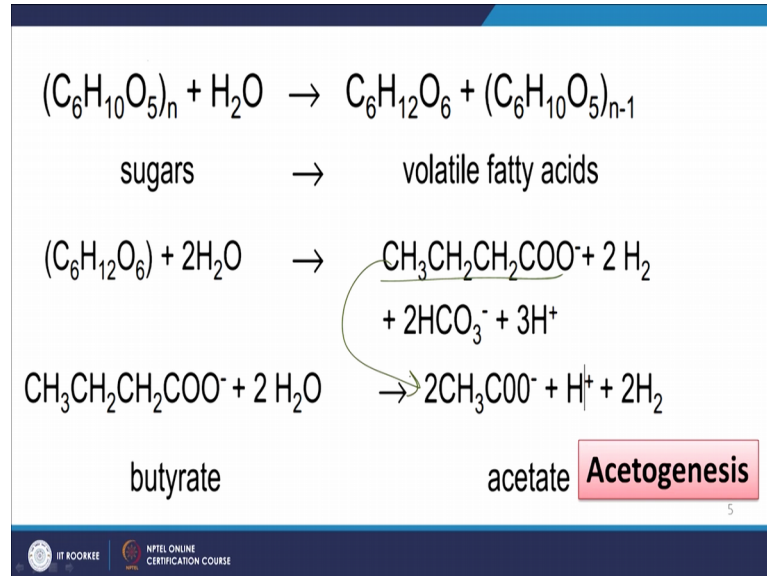 (C₆H₁₀O₅)ₙ + H₂O → C₆H₁₂O₆ + (C₆H₁₀O₅)ₙ₋₁
sugars → volatile fatty acids
(C₆H₁₂O₆) + 2H₂O → CH₃CH₂CH₂COO⁻+ 2 H₂
+ 2HCO₃⁻ + 3H⁺
CH₃CH₂CH₂COO⁻ + 2 H₂O → 2CH₃C00⁻ + H⁺ + 2H₂
butyrate acetate Acetogenesis
5
IIT ROORKEE NPTEL ONLINE
CERTIFICATION COURSE